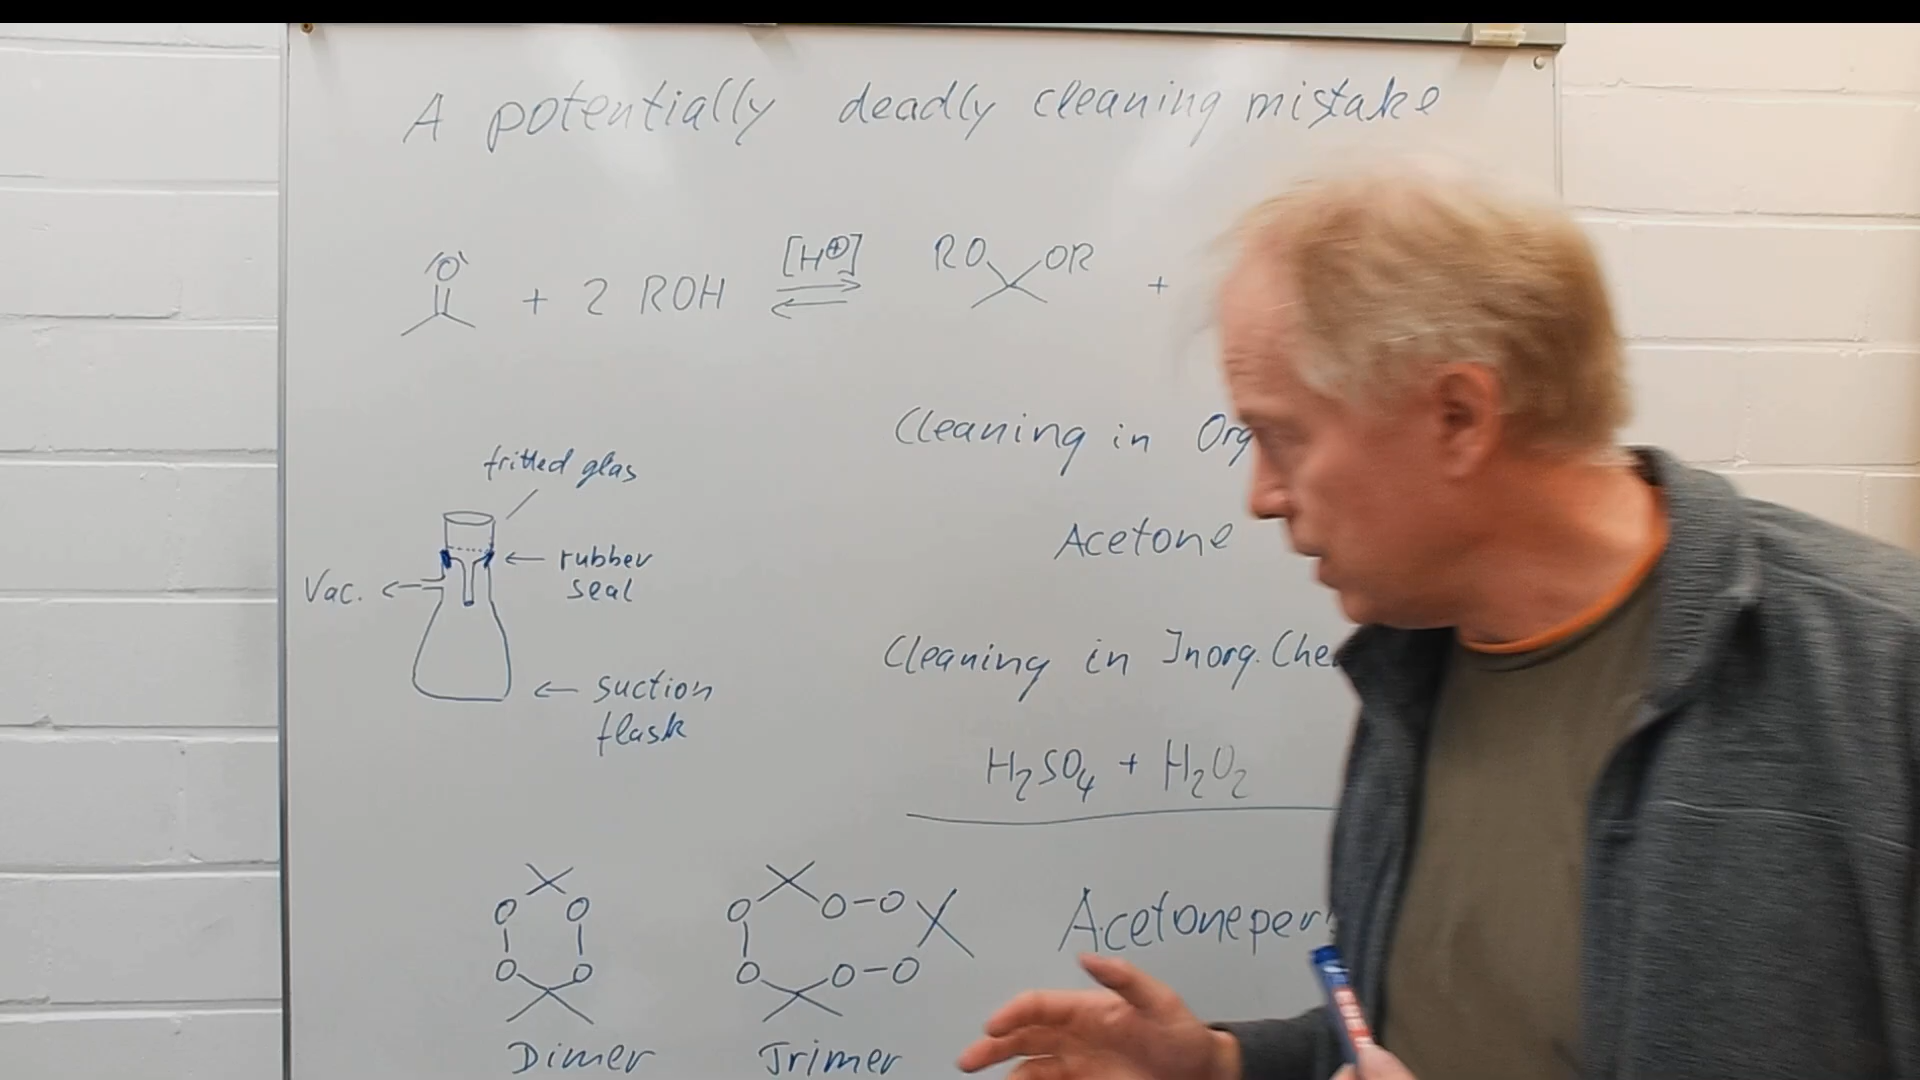 A potentially deadly cleaning mistake
O
+ 2 ROH [H⊕] ⇌ RO OR +
Cleaning in Org
fritted glas
Acetone
Vac. ← ← rubber
seal
Cleaning in Inorg. Che
← suction
flask
H₂SO₄ + H₂O₂
O O O-O
O O O-O
Acetoneper
Dimer Trimer